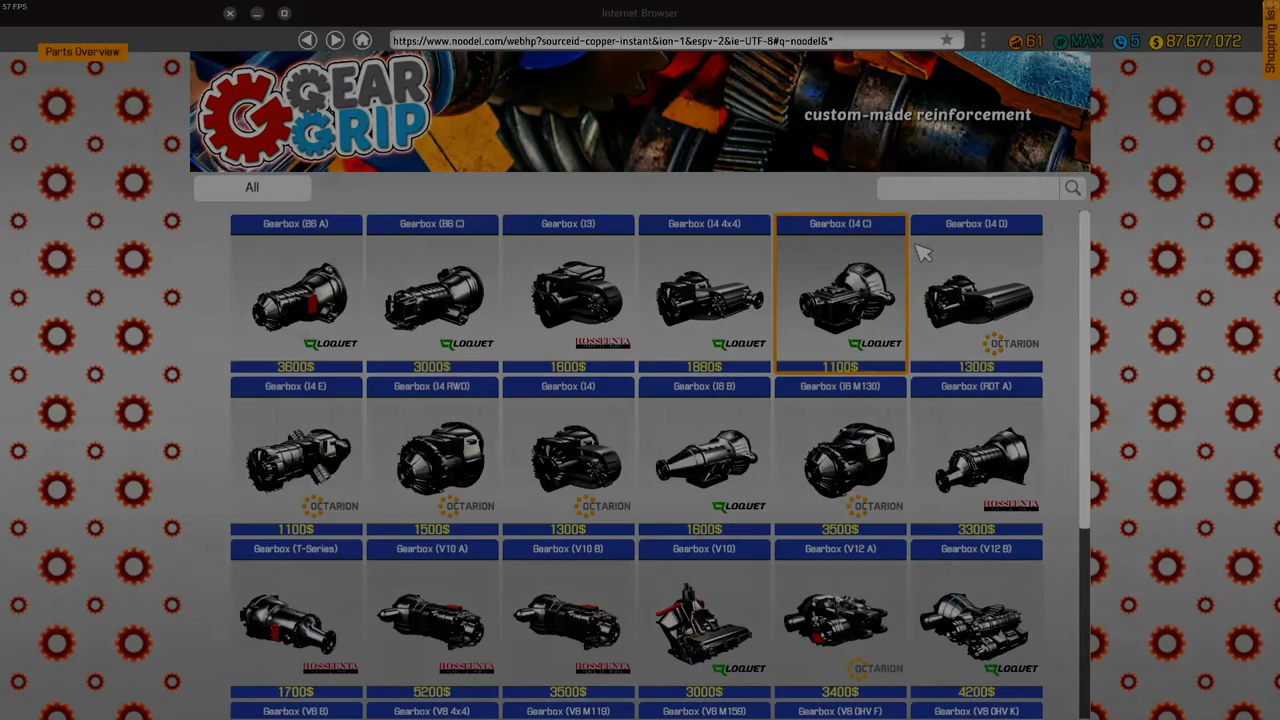 57 FPS
Internet Browser
https://www.noodel.com/webhp?sourceid-copper-instant&ion=1&espv-2&ie-UTF-8#q-noodel&*
61
MAX
5
87,677,072
Shopping list
Parts Overview
GEAR GRIP
custom-made reinforcement
All
Gearbox (B6 A)
Gearbox (B6 C)
Gearbox (I3)
Gearbox (I4 4x4)
Gearbox (I4 C)
Gearbox (I4 D)
LOQUET
LOQUET
LOQUET
LOQUET
OCTARION
3600$
3000$
1600$
1880$
1100$
1300$
Gearbox (I4 E)
Gearbox (I4 RWD)
Gearbox (I4)
Gearbox (I6 B)
Gearbox (I6 M130)
Gearbox (ROT A)
OCTARION
OCTARION
OCTARION
LOQUET
OCTARION
1100$
1500$
1300$
1600$
3500$
3300$
Gearbox (T-Series)
Gearbox (V10 A)
Gearbox (V10 B)
Gearbox (V10)
Gearbox (V12 A)
Gearbox (V12 B)
LOQUET
OCTARION
LOQUET
1700$
5200$
3500$
3000$
3400$
4200$
Gearbox (V6 B)
Gearbox (V8 4x4)
Gearbox (V8 M119)
Gearbox (V8 M159)
Gearbox (V8 OHV F)
Gearbox (V8 OHV K)